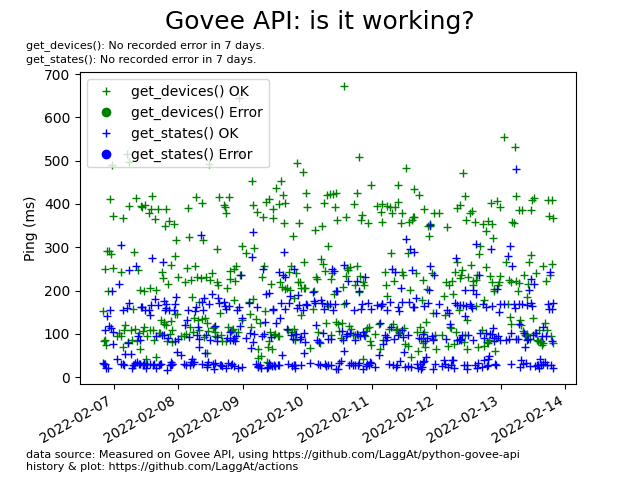 Govee API: is it working?
get_devices(): No recorded error in 7 days.
get_states(): No recorded error in 7 days.
700
600
500
400
300
200
100
0
Ping (ms)
get_devices() OK
get_devices() Error
get_states() OK
get_states() Error
2022-02-07
2022-02-08
2022-02-09
2022-02-10
2022-02-11
2022-02-12
2022-02-13
2022-02-14
data source: Measured on Govee API, using https://github.com/LaggAt/python-govee-api
history & plot: https://github.com/LaggAt/actions